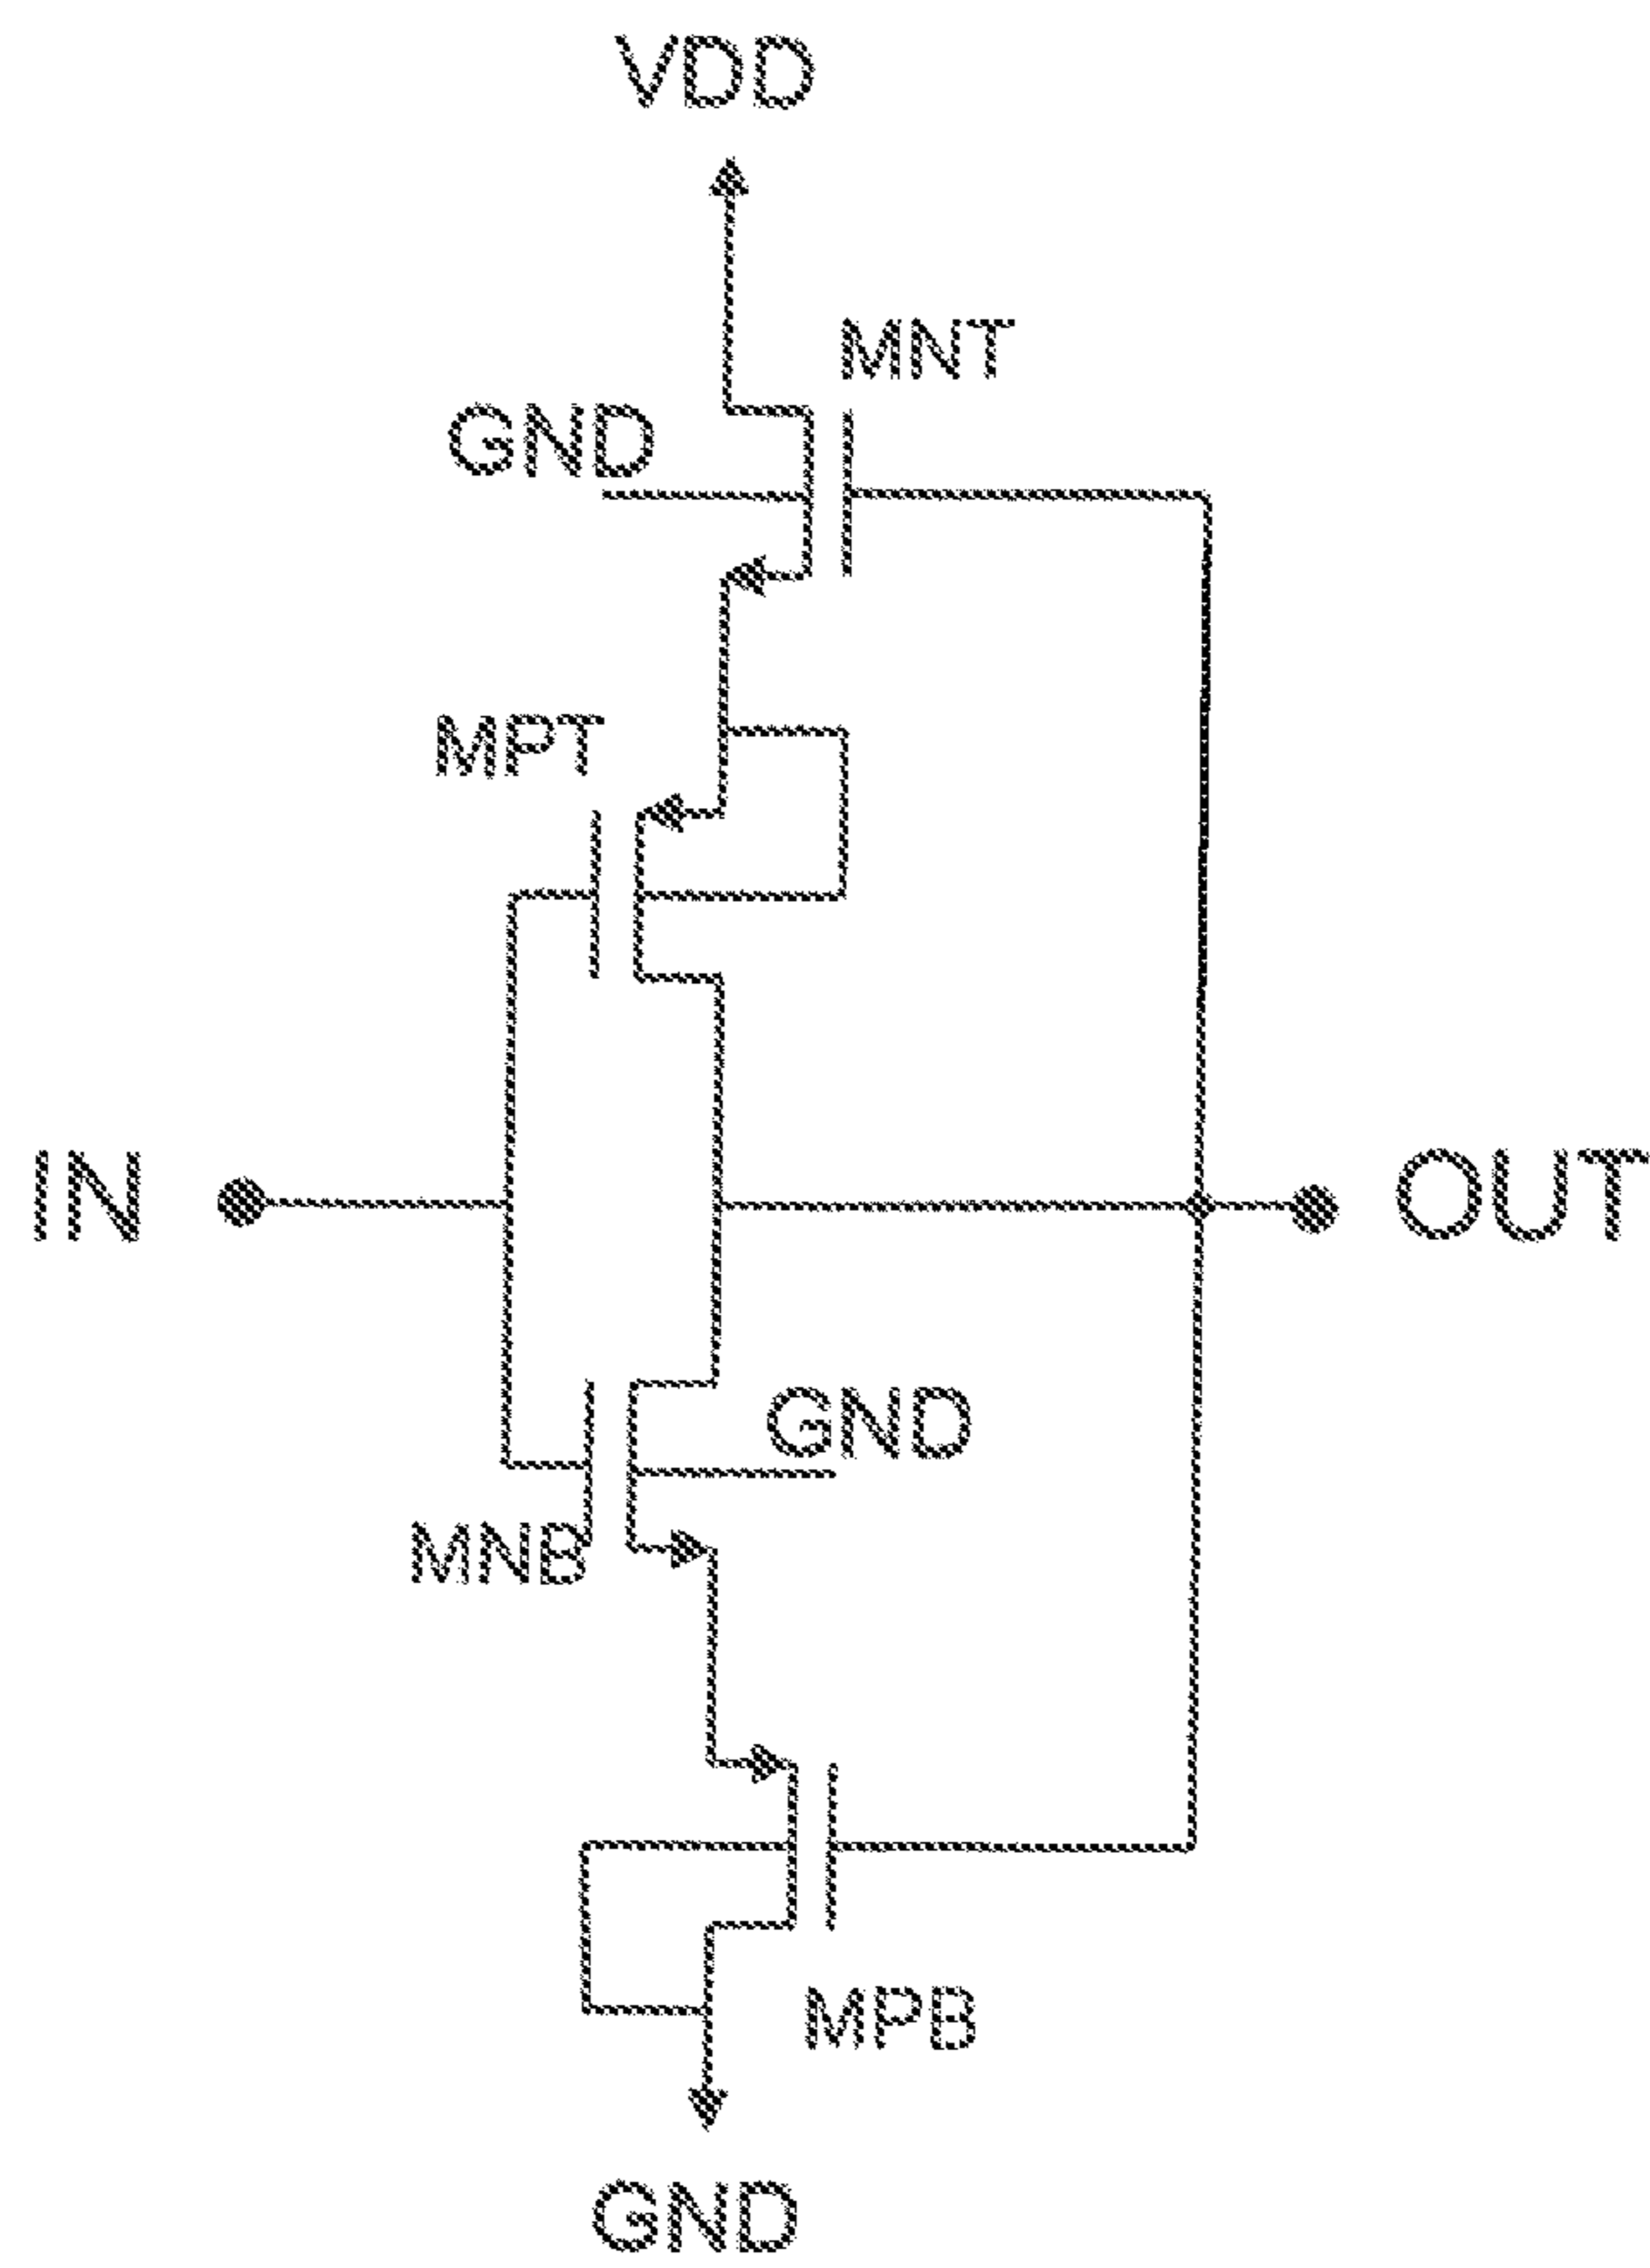 VDD
MNT
GND
MPT
IN
OUT
GND
MNB
MPB
GND